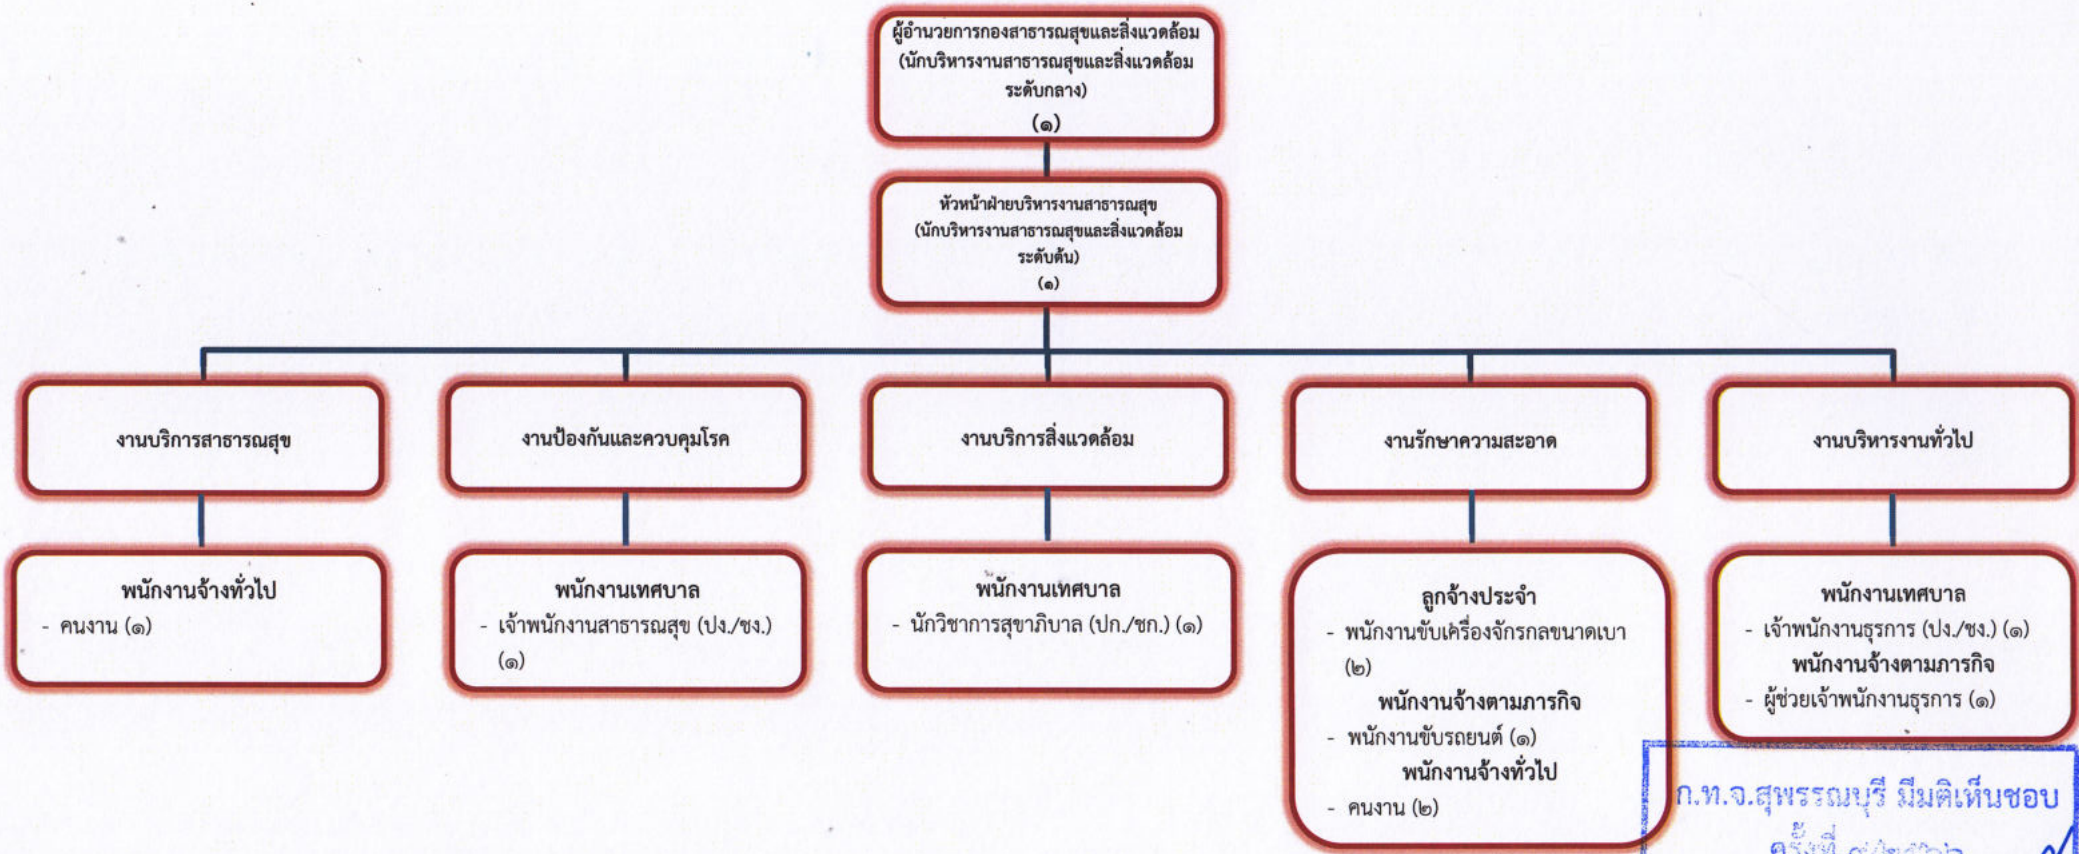 ผู้อำนวยการกองสาธารณสุขและสิ่งแวดล้อม
(นักบริหารงานสาธารณสุขและสิ่งแวดล้อม
ระดับกลาง)
(๑)
หัวหน้าฝ่ายบริหารงานสาธารณสุข
(นักบริหารงานสาธารณสุขและสิ่งแวดล้อม
ระดับต้น)
(๑)
งานบริการสาธารณสุข
งานป้องกันและควบคุมโรค
งานบริการสิ่งแวดล้อม
งานรักษาความสะอาด
งานบริหารงานทั่วไป
พนักงานจ้างทั่วไป
- คนงาน (๑)
พนักงานเทศบาล
- เจ้าพนักงานสาธารณสุข (ปง./ชง.)
(๑)
พนักงานเทศบาล
- นักวิชาการสุขาภิบาล (ปก./ชก.) (๑)
ลูกจ้างประจำ
- พนักงานขับเครื่องจักรกลขนาดเบา
(๒)
พนักงานจ้างตามภารกิจ
- พนักงานขับรถยนต์ (๑)
พนักงานจ้างทั่วไป
- คนงาน (๒)
พนักงานเทศบาล
- เจ้าพนักงานธุรการ (ปง./ชง.) (๑)
พนักงานจ้างตามภารกิจ
- ผู้ช่วยเจ้าพนักงานธุรการ (๑)
ก.ท.จ.สุพรรณบุรี มีมติเห็นชอบ
ครั้งที่